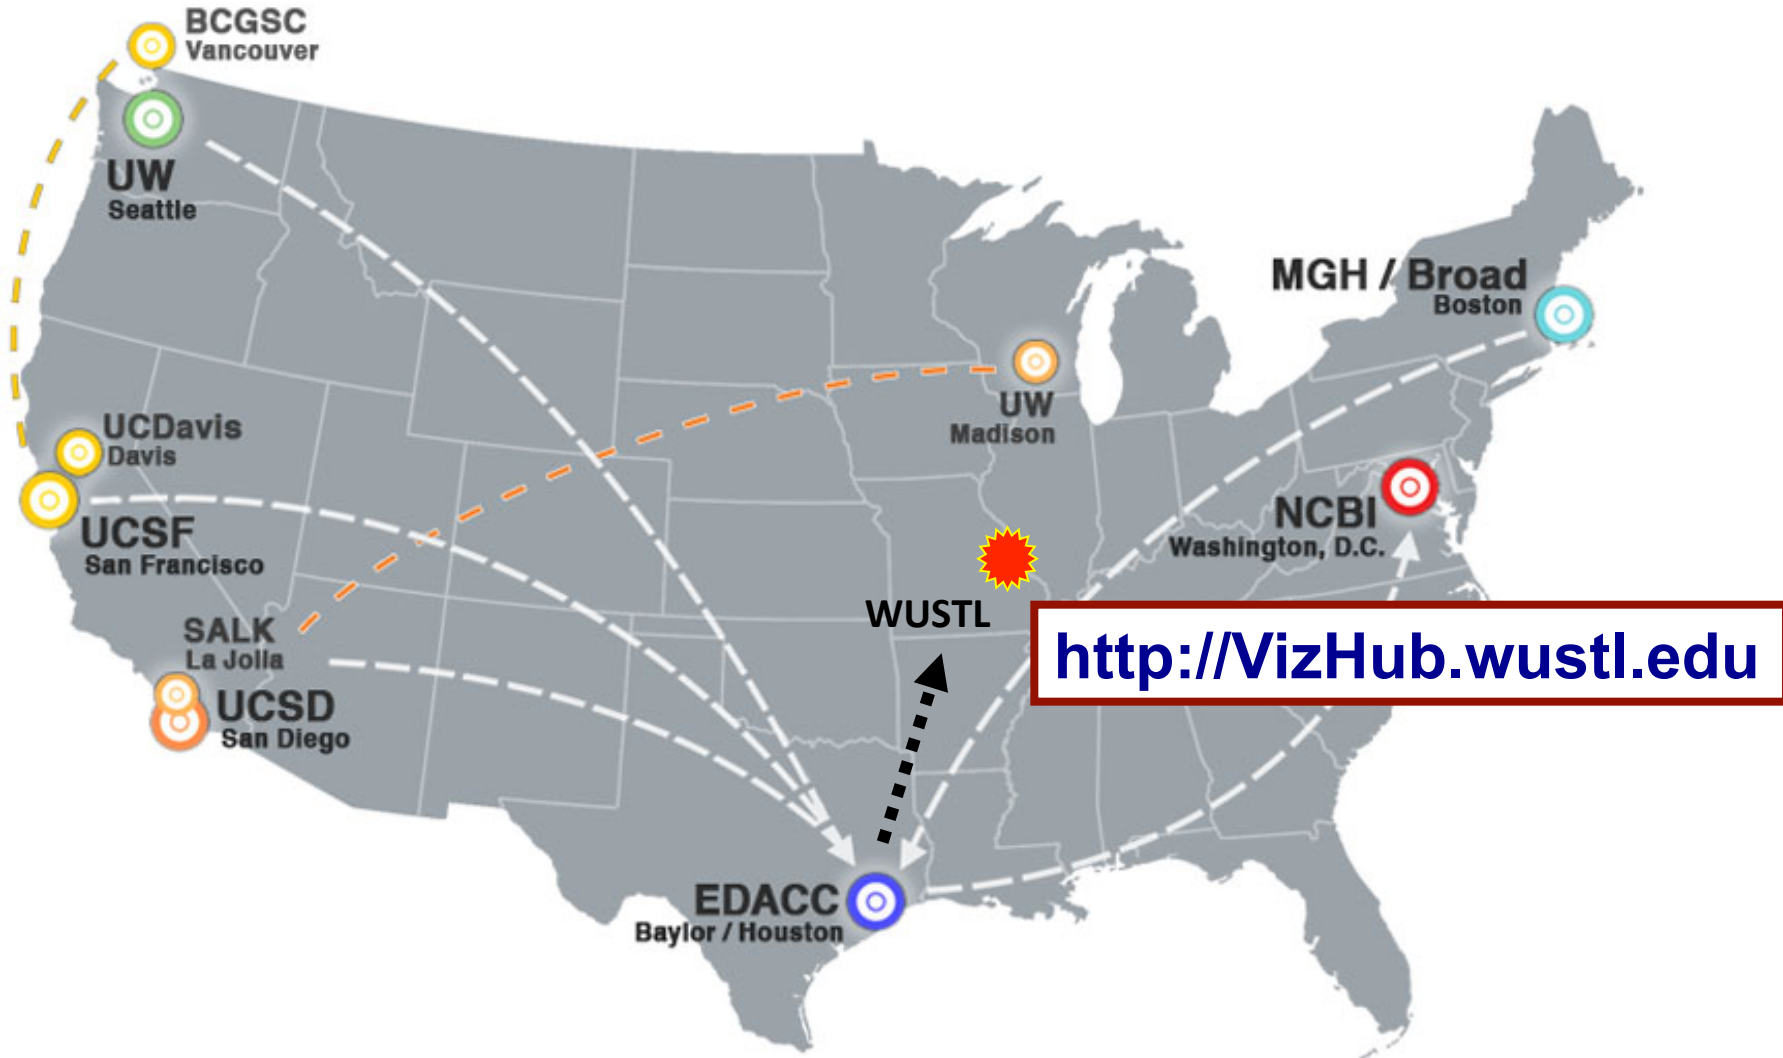 BCGSC
Vancouver
UW
Seattle
MGH / Broad
Boston
UW
Madison
UCDavis
Davis
NCBI
Washington, D.C.
UCSF
San Francisco
WUSTL
http://VizHub.wustl.edu
SALK
La Jolla
UCSD
San Diego
EDACC
Baylor / Houston